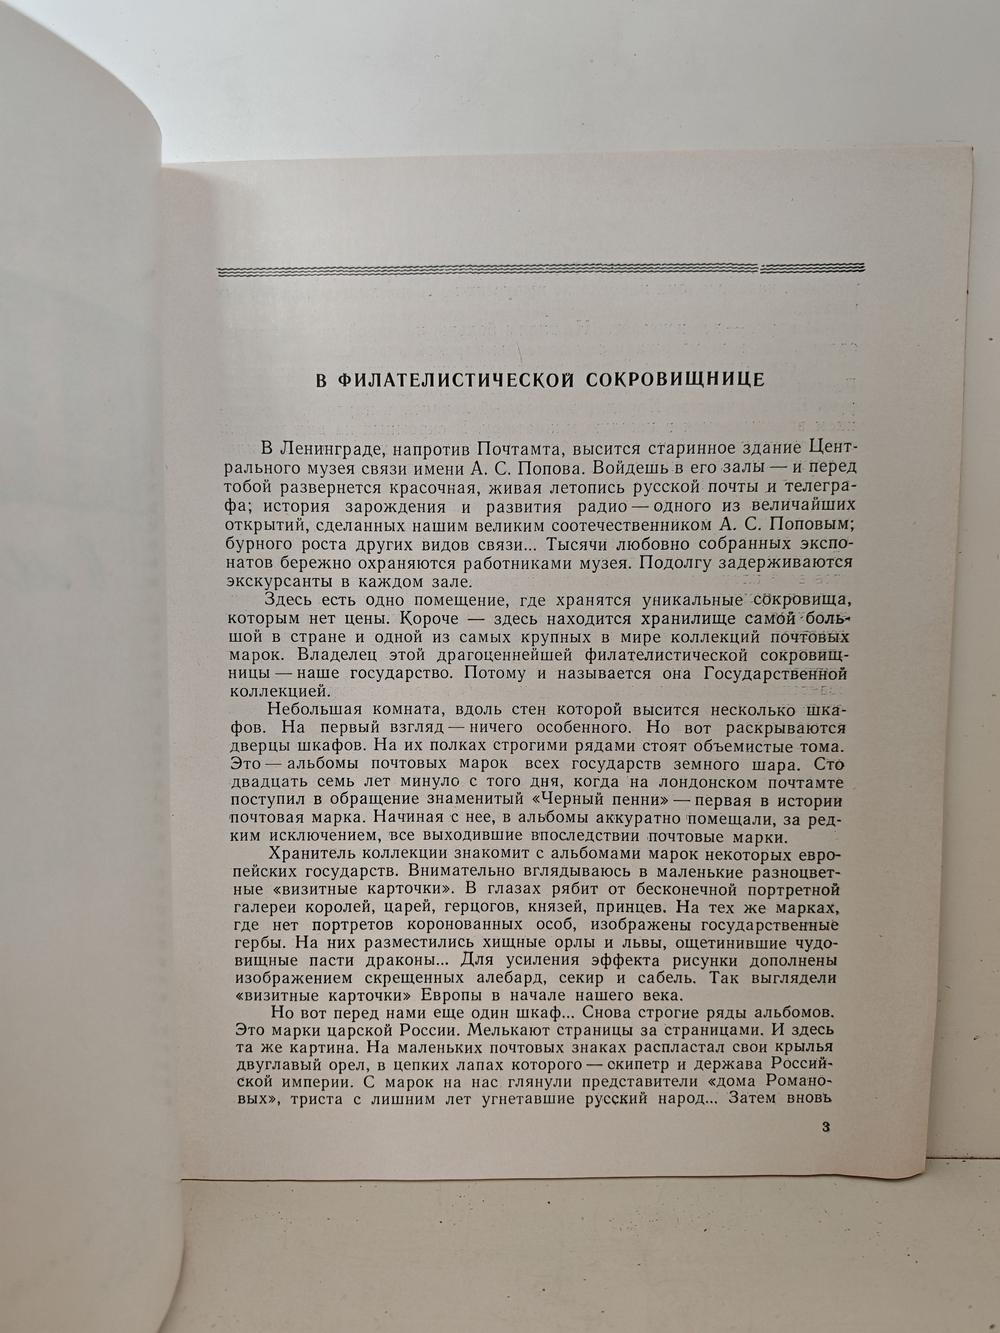 В ФИЛАТЕЛИСТИЧЕСКОЙ СОКРОВИЩНИЦЕ
В Ленинграде, напротив Почтамта, высится старинное здание Цент-
рального музея связи имени А. С. Попова. Войдешь в его залы — и перед
тобой развернется красочная, живая летопись русской почты и телегра-
фа; история зарождения и развития радио — одного из величайших
открытий, сделанных нашим великим соотечественником А. С. Поповым;
бурного роста других видов связи... Тысячи любовно собранных экспо-
натов бережно охраняются работниками музея. Подолгу задерживаются
экскурсанты в каждом зале.
Здесь есть одно помещение, где хранятся уникальные сокровища,
которым нет цены. Короче — здесь находится хранилище самой боль-
шой в стране и одной из самых крупных в мире коллекций почтовых
марок. Владелец этой драгоценнейшей филателистической сокровищ-
ницы — наше государство. Потому и называется она Государственной
коллекцией.
Небольшая комната, вдоль стен которой высится несколько шка-
фов. На первый взгляд — ничего особенного. Но вот раскрываются
дверцы шкафов. На их полках строгими рядами стоят объемистые тома.
Это — альбомы почтовых марок всех государств земного шара. Сто
двадцать семь лет минуло с того дня, когда на лондонском почтамте
поступил в обращение знаменитый «Черный пенни» — первая в истории
почтовая марка. Начиная с нее, в альбомы аккуратно помещали, за ред-
ким исключением, все выходившие впоследствии почтовые марки.
Хранитель коллекции знакомит с альбомами марок некоторых евро-
пейских государств. Внимательно вглядываюсь в маленькие разноцвет-
ные «визитные карточки». В глазах рябит от бесконечной портретной
галереи королей, царей, герцогов, князей, принцев. На тех же марках,
где нет портретов коронованных особ, изображены государственные
гербы. На них разместились хищные орлы и львы, ощетинившие чудо-
вищные пасти драконы... Для усиления эффекта рисунки дополнены
изображением скрещенных алебард, секир и сабель. Так выглядели
«визитные карточки» Европы в начале нашего века.
Но вот перед нами еще один шкаф... Снова строгие ряды альбомов.
Это марки царской России. Мелькают страницы за страницами. И здесь
та же картина. На маленьких почтовых знаках распластал свои крылья
двуглавый орел, в цепких лапах которого — скипетр и держава Россий-
ской империи. С марок на нас глянули представители «дома Романо-
вых», триста с лишним лет угнетавшие русский народ... Затем вновь
3